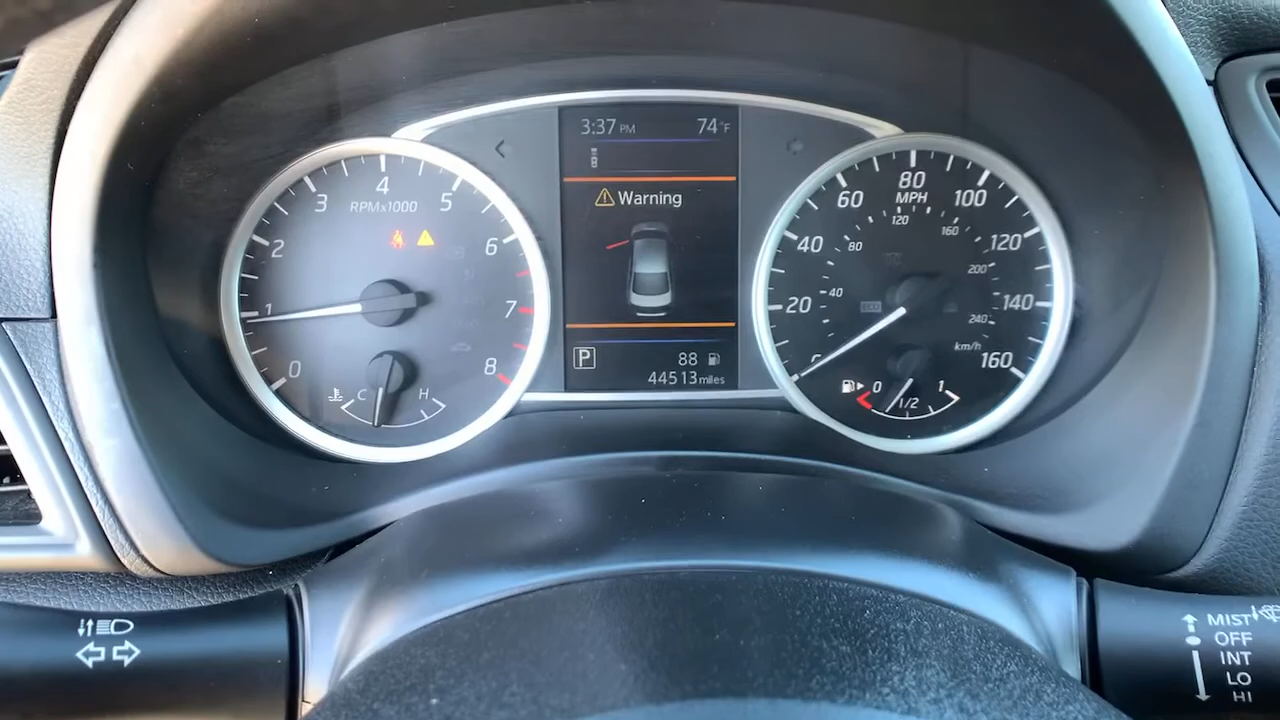 3:37 PM 74°F
Warning
P 88
44513 miles
0
1
2
3
4
5
6
7
8
RPMx1000
C H
20
40
60
80
100
120
140
160
MPH
40
80
120
160
200
240
km/h
ECO
0 1/2 1
MIST
OFF
INT
LO
HI